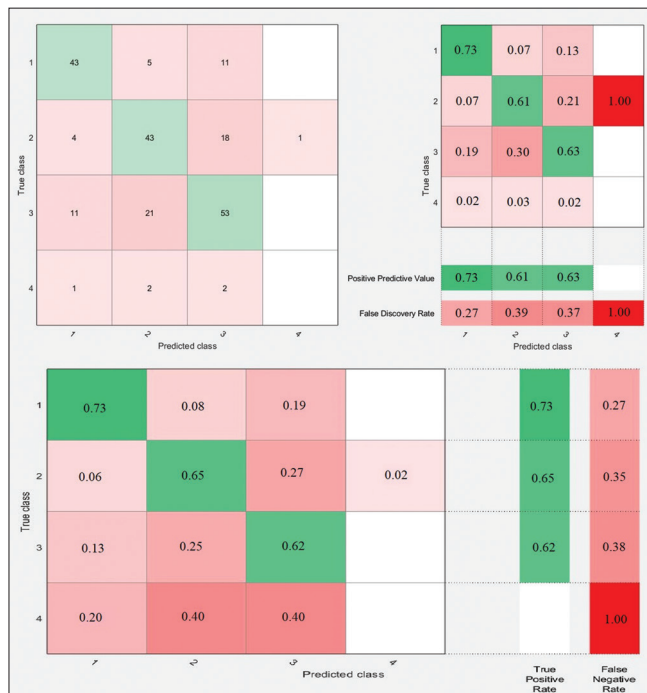 1 43 5 11
2 4 43 18 1
3 11 21 53
4 1 2 2
True class
1 2 3 4
Predicted class
1 0.73 0.07 0.13
2 0.07 0.61 0.21 1.00
3 0.19 0.30 0.63
4 0.02 0.03 0.02
True class
Positive Predictive Value 0.73 0.61 0.63
False Discovery Rate 0.27 0.39 0.37 1.00
1 2 3 4
Predicted class
1 0.73 0.08 0.19 0.73 0.27
2 0.06 0.65 0.27 0.02 0.65 0.35
3 0.13 0.25 0.62 0.62 0.38
4 0.20 0.40 0.40 1.00
True class
1 2 3 4
Predicted class
True
Positive
Rate
False
Negative
Rate